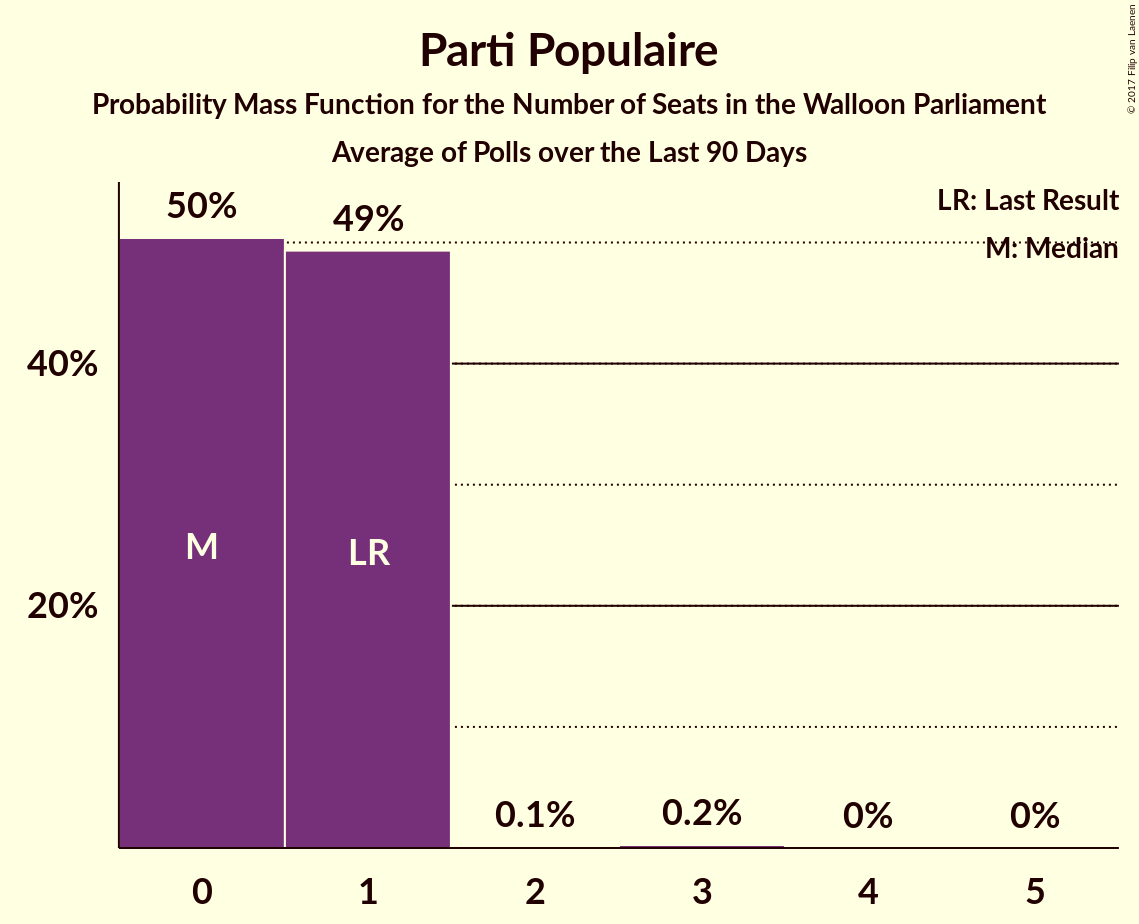 Parti Populaire
Probability Mass Function for the Number of Seats in the Walloon Parliament
Average of Polls over the Last 90 Days
© 2017 Filip van Laenen
LR: Last Result
M: Median
50%
49%
40%
20%
M
LR
0.1%
0.2%
0%
0%
0
1
2
3
4
5